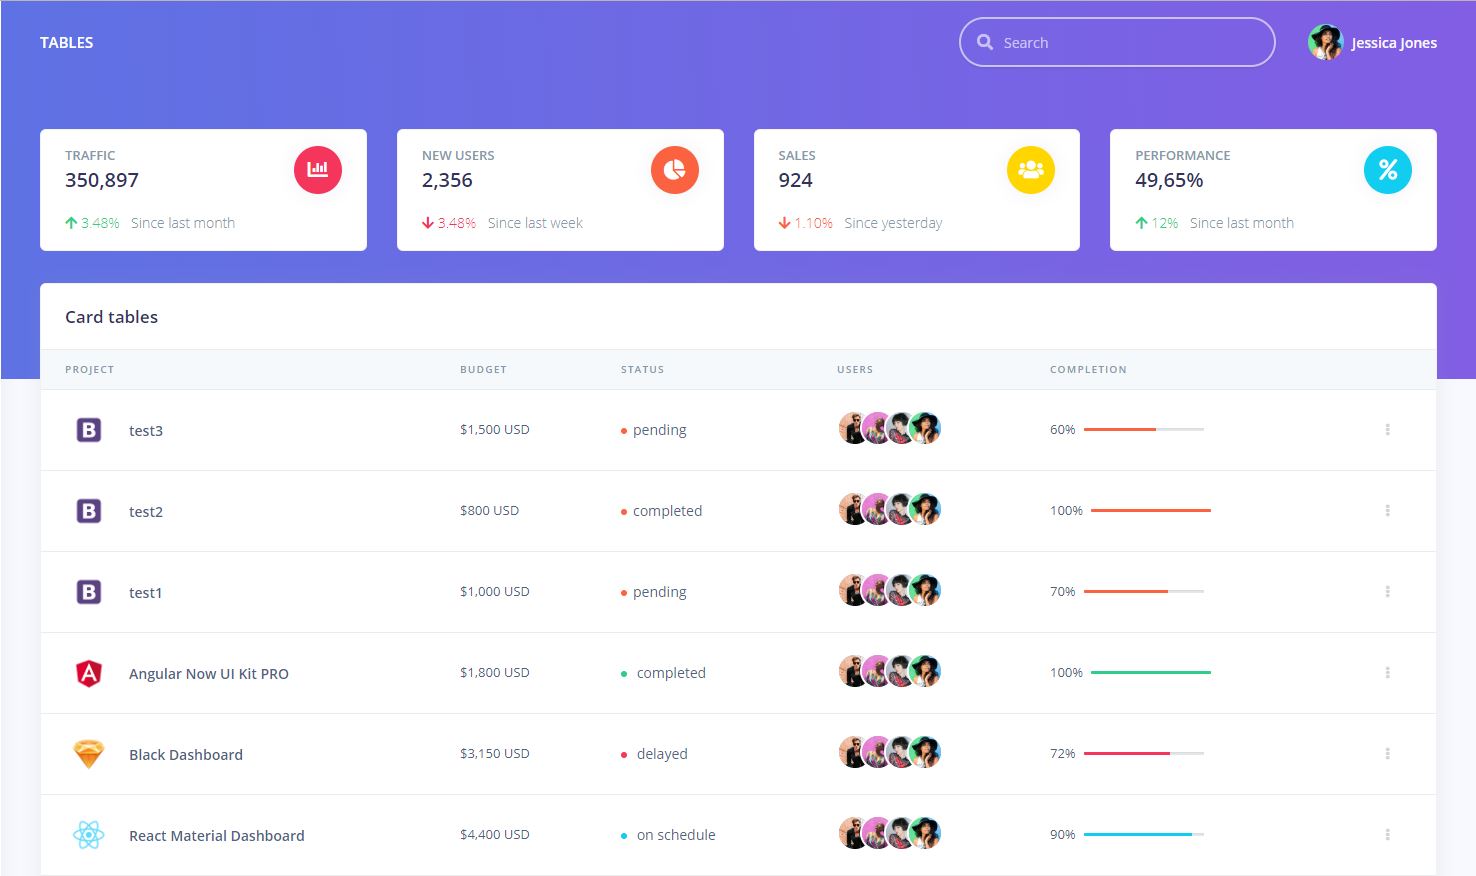 TABLES
Search
Jessica Jones
TRAFFIC
350,897
3.48% Since last month
NEW USERS
2,356
3.48% Since last week
SALES
924
1.10% Since yesterday
PERFORMANCE
49,65%
12% Since last month
Card tables
PROJECT BUDGET STATUS USERS COMPLETION
B test3 $1,500 USD pending 60%
B test2 $800 USD completed 100%
B test1 $1,000 USD pending 70%
A Angular Now UI Kit PRO $1,800 USD completed 100%
Black Dashboard $3,150 USD delayed 72%
React Material Dashboard $4,400 USD on schedule 90%